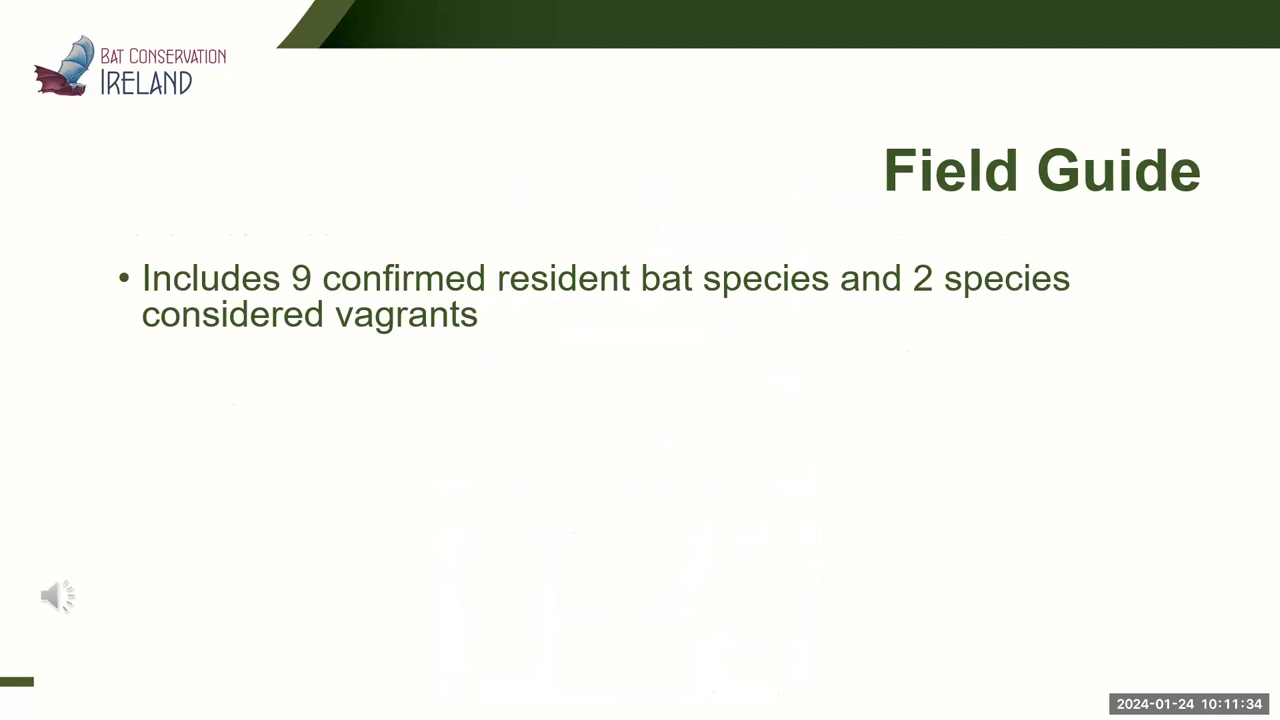 BAT CONSERVATION
IRELAND
Field Guide
• Includes 9 confirmed resident bat species and 2 species
considered vagrants
2024-01-24 10:11:34